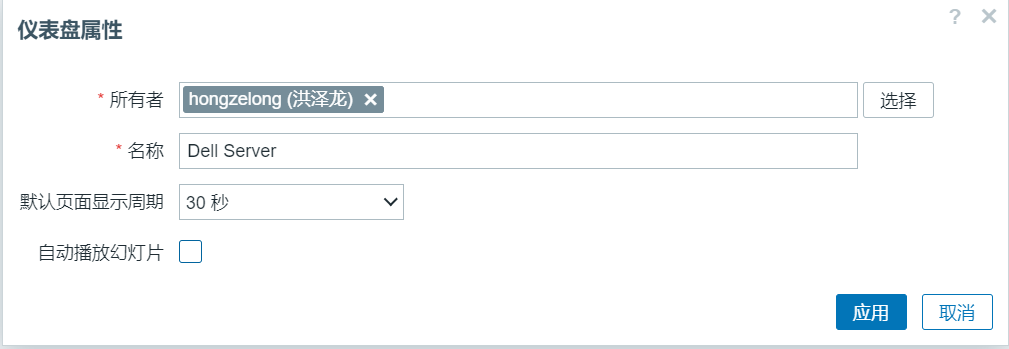 仪表盘属性
? ×
* 所有者 hongzelong (洪泽龙) × 选择
* 名称 Dell Server
默认页面显示周期 30 秒
自动播放幻灯片
应用 取消